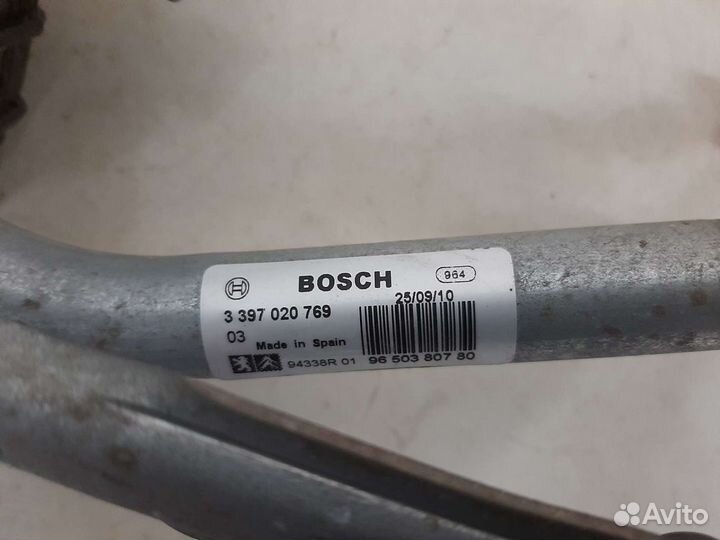 BOSCH
964
3 397 020 769
25/09/10
03
Made in Spain
94338R 01
96 503 807 80
Avito